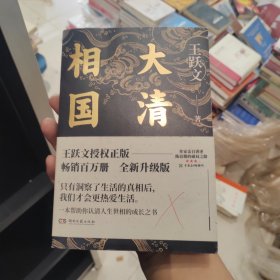 王跃文 著
大清
相国
王跃文授权正版
畅销百万册 全新升级版
只有洞察了生活的真相后，
我们才会更热爱生活。
一本帮助你认清人生世相的成长之书